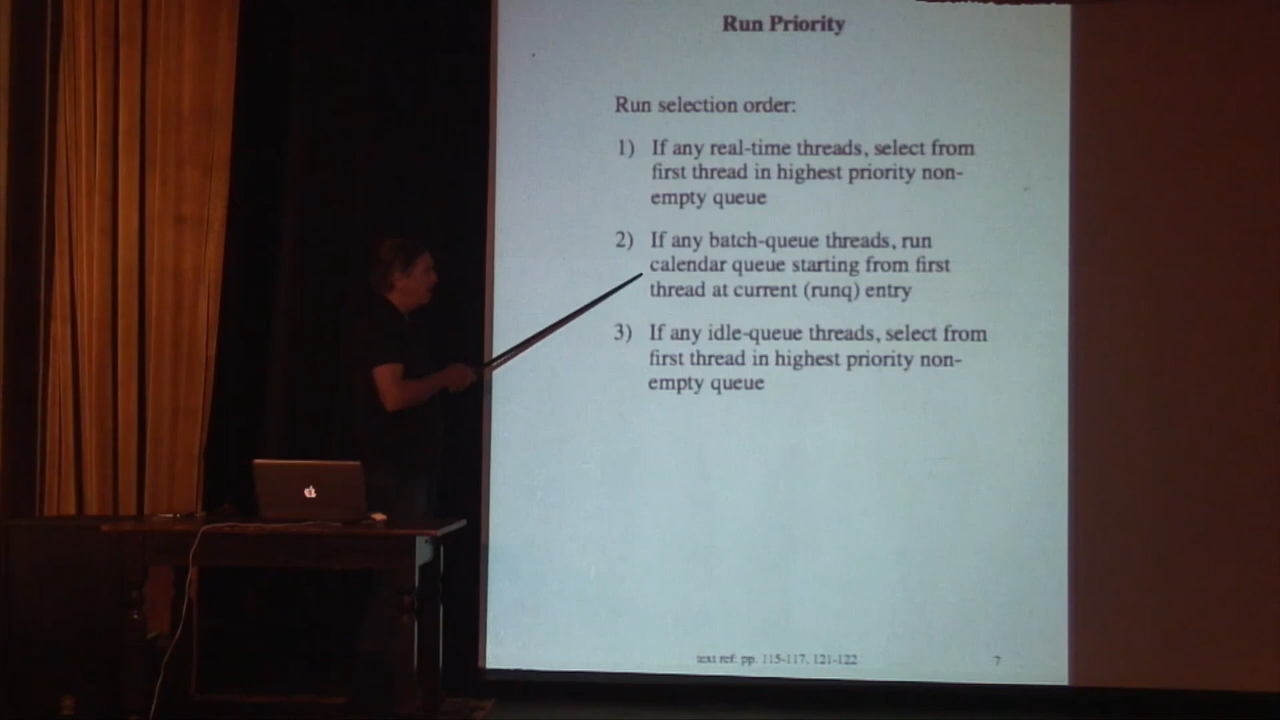 Run Priority
Run selection order:
1) If any real-time threads, select from
first thread in highest priority non-
empty queue
2) If any batch-queue threads, run
calendar queue starting from first
thread at current (runq) entry
3) If any idle-queue threads, select from
first thread in highest priority non-
empty queue
text ref: pp. 115-117, 121-122
7